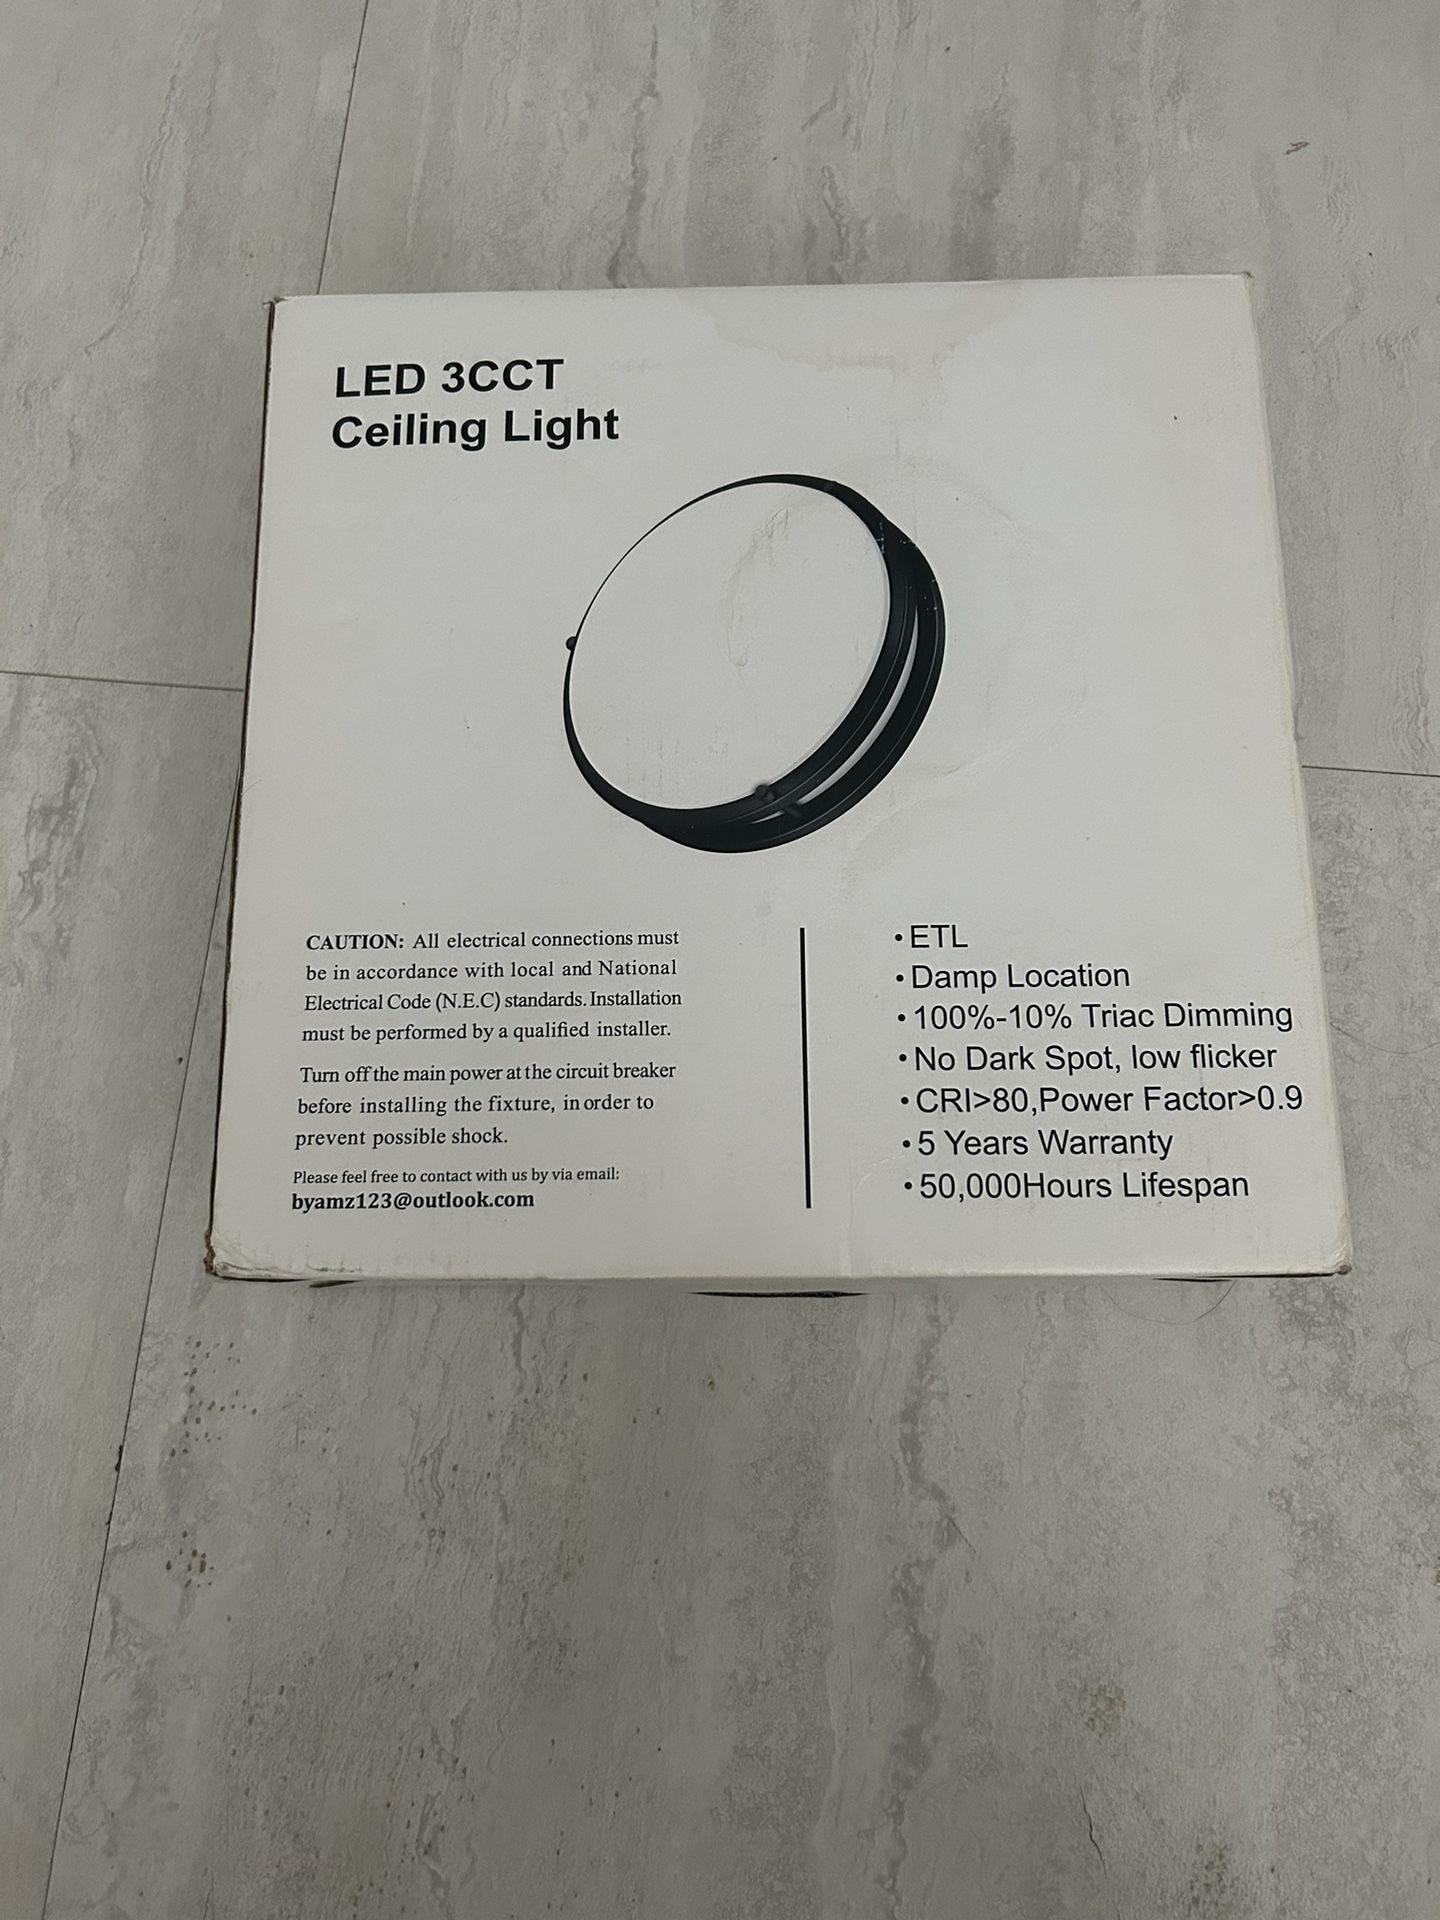 LED 3CCT
Ceiling Light
CAUTION: All electrical connections must
be in accordance with local and National
Electrical Code (N.E.C) standards. Installation
must be performed by a qualified installer.
Turn off the main power at the circuit breaker
before installing the fixture, in order to
prevent possible shock.
Please feel free to contact with us by via email:
byamz123@outlook.com
•ETL
•Damp Location
•100%-10% Triac Dimming
•No Dark Spot, low flicker
•CRI>80,Power Factor>0.9
•5 Years Warranty
•50,000Hours Lifespan